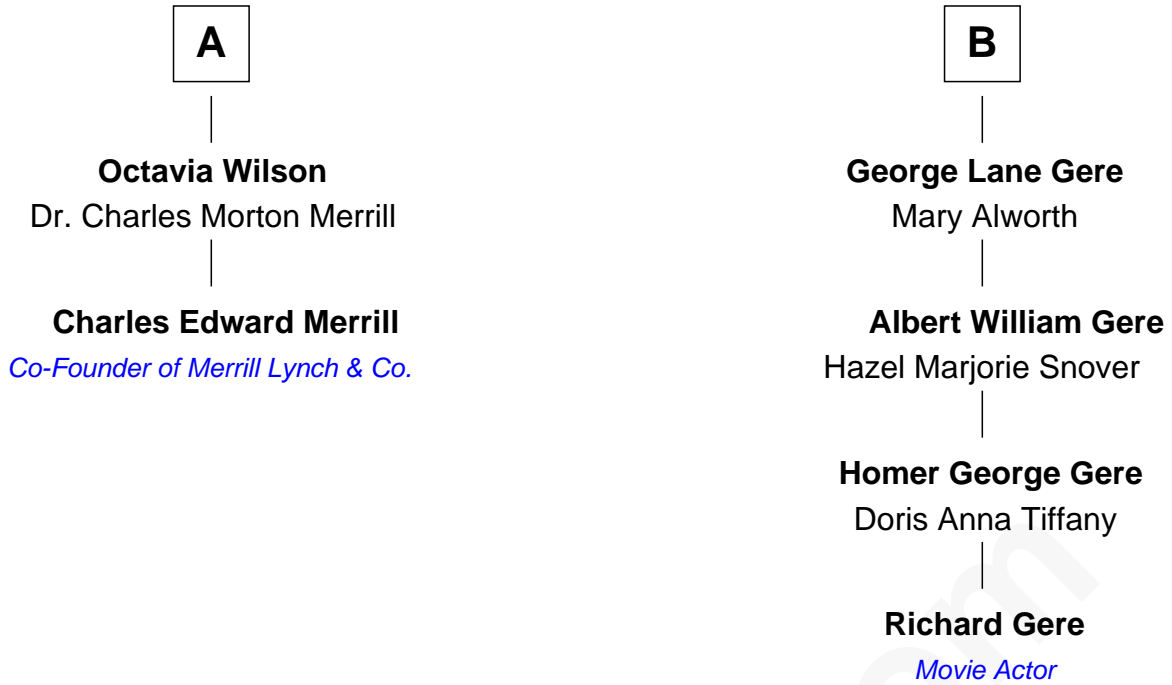 A
Octavia Wilson
Dr. Charles Morton Merrill
Charles Edward Merrill
Co-Founder of Merrill Lynch & Co.
B
George Lane Gere
Mary Alworth
Albert William Gere
Hazel Marjorie Snover
Homer George Gere
Doris Anna Tiffany
Richard Gere
Movie Actor
om